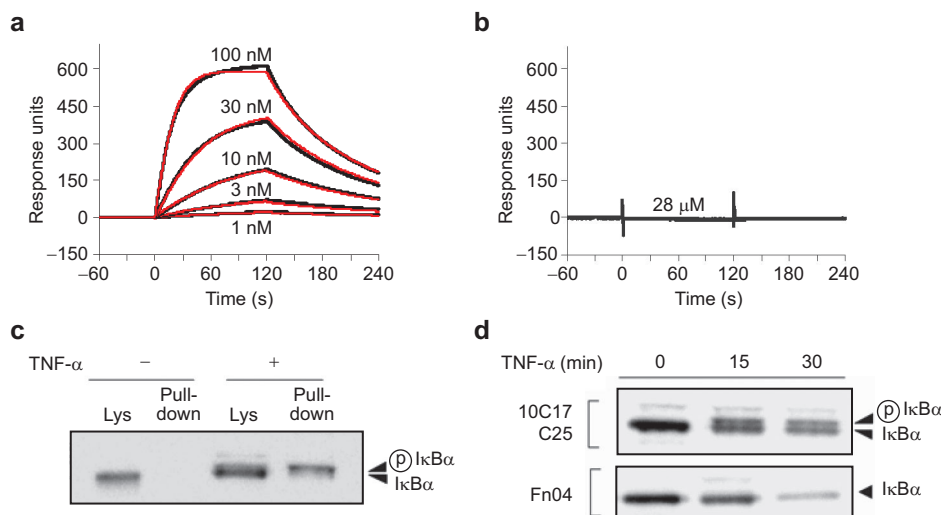 a
Response units
600
450
300
150
0
−150
100 nM
30 nM
10 nM
3 nM
1 nM
−60 0 60 120 180 240
Time (s)
b
Response units
600
450
300
150
0
−150
28 μM
−60 0 60 120 180 240
Time (s)
c
TNF-α − +
Lys Pull-down Lys Pull-down
p IκBα
IκBα
d
TNF-α (min) 0 15 30
10C17
C25
p IκBα
IκBα
Fn04
IκBα